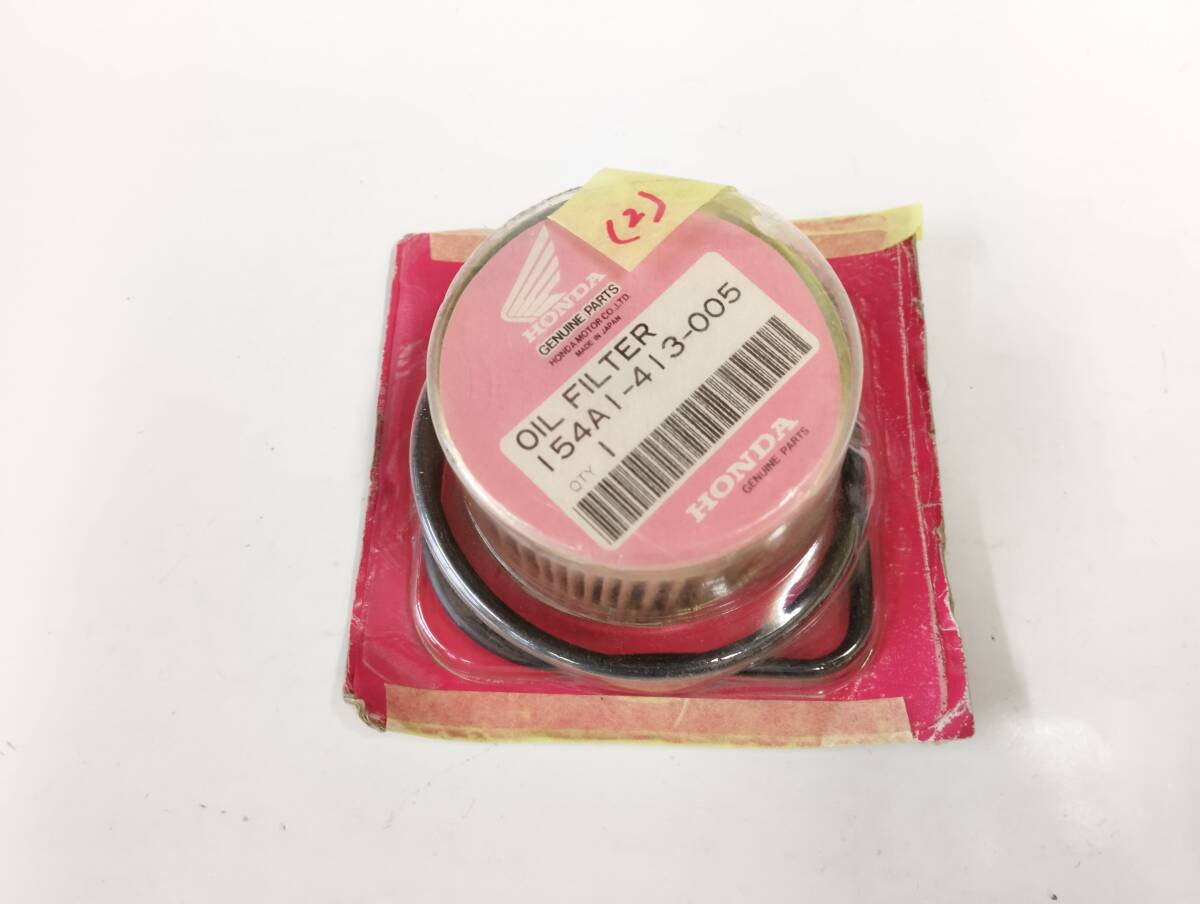 (2)
HONDA
GENUINE PARTS
HONDA MOTOR CO.,LTD.
MADE IN JAPAN
OIL FILTER
154A1-413-005
QTY 1
HONDA
GENUINE PARTS